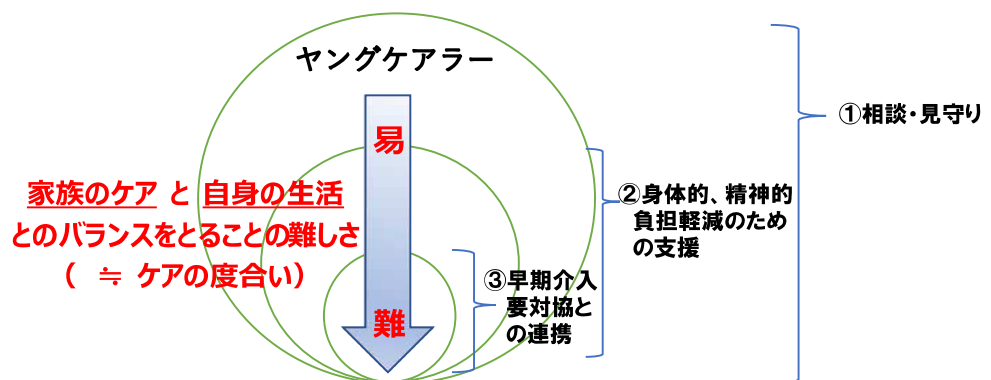 ヤングケアラー
易
家族のケア と 自身の生活
とのバランスをとることの難しさ
（ ≒ ケアの度合い）
難
①相談・見守り
②身体的、精神的
負担軽減のため
の支援
③早期介入
要対協と
の連携